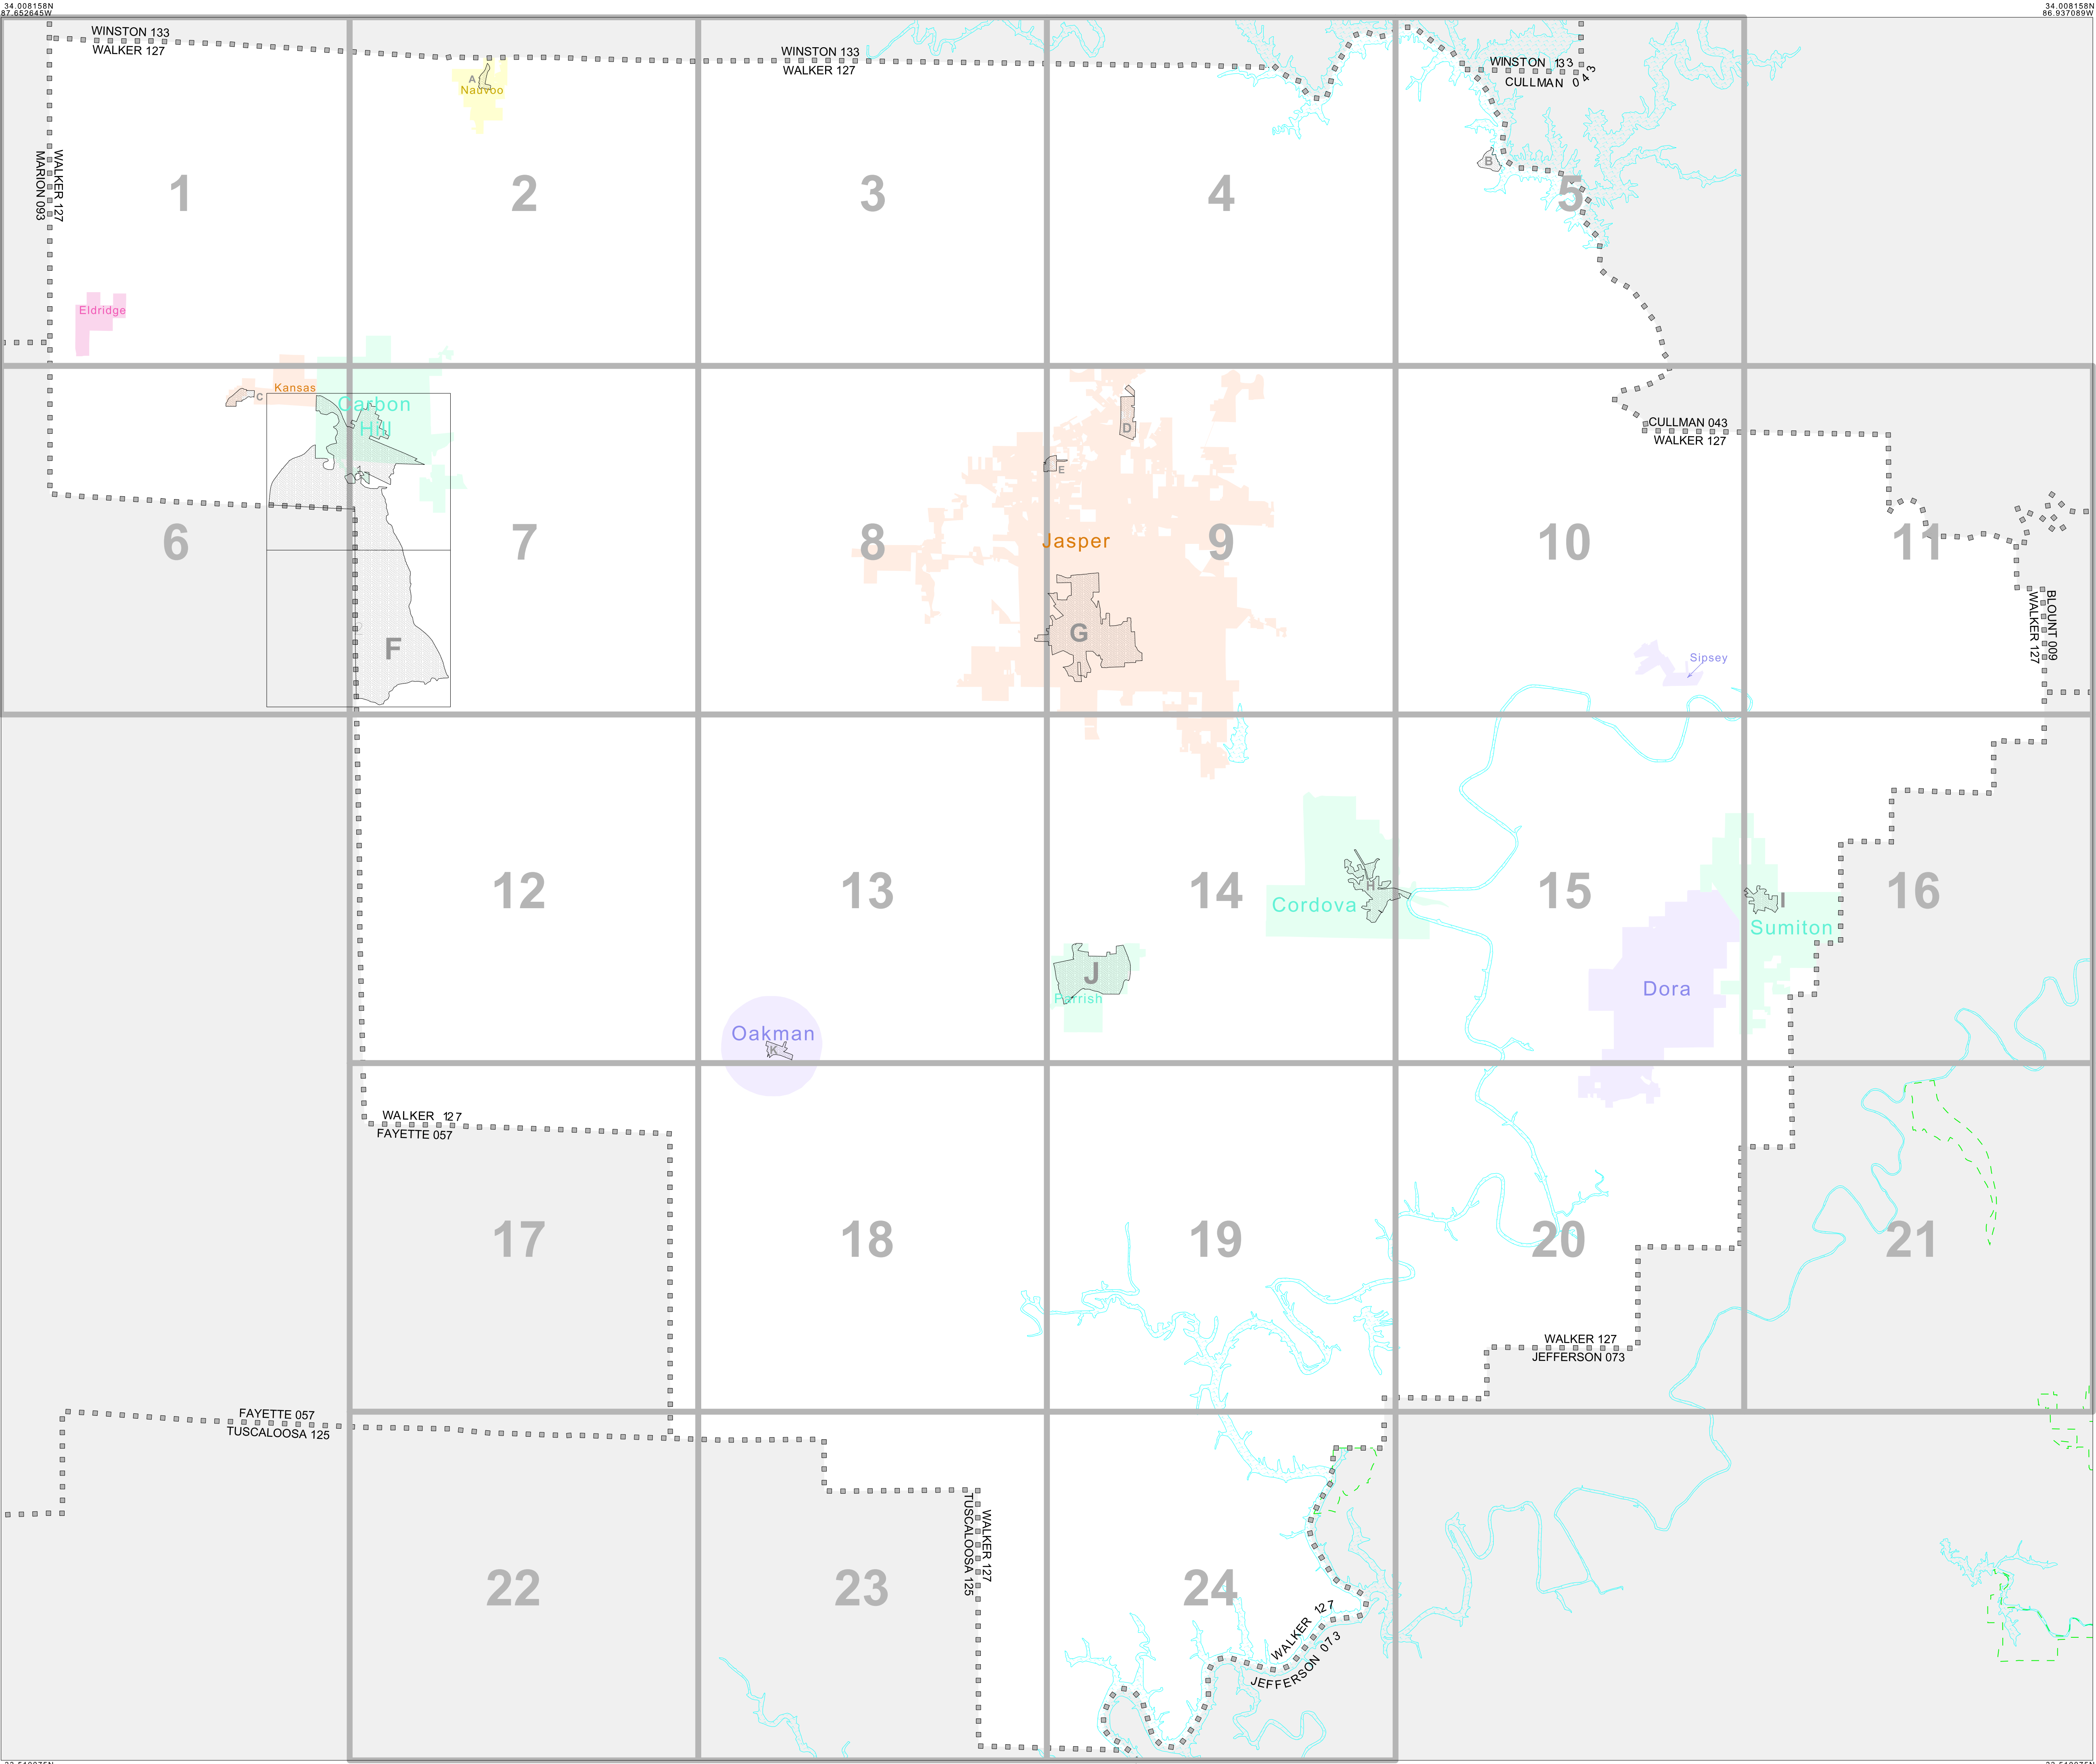 34.008158N
87.652645W
34.008158N
86.937089W
WINSTON 133
WALKER 127
WINSTON 133
WALKER 127
WINSTON 133
CULLMAN 043
A
Nauvoo
B
WALKER 127
MARION 093
1
2
3
4
5
Eldridge
Kansas
C
Carbon
Hill
D
E
CULLMAN 043
WALKER 127
6
7
8
Jasper
9
10
11
BLOUNT 009
WALKER 127
F
G
Sipsey
12
13
14
15
16
H
Cordova
I
Sumiton
J
Parrish
Dora
Oakman
K
WALKER 127
FAYETTE 057
17
18
19
20
21
WALKER 127
JEFFERSON 073
FAYETTE 057
TUSCALOOSA 125
WALKER 127
TUSCALOOSA 125
22
23
24
WALKER 127
JEFFERSON 073